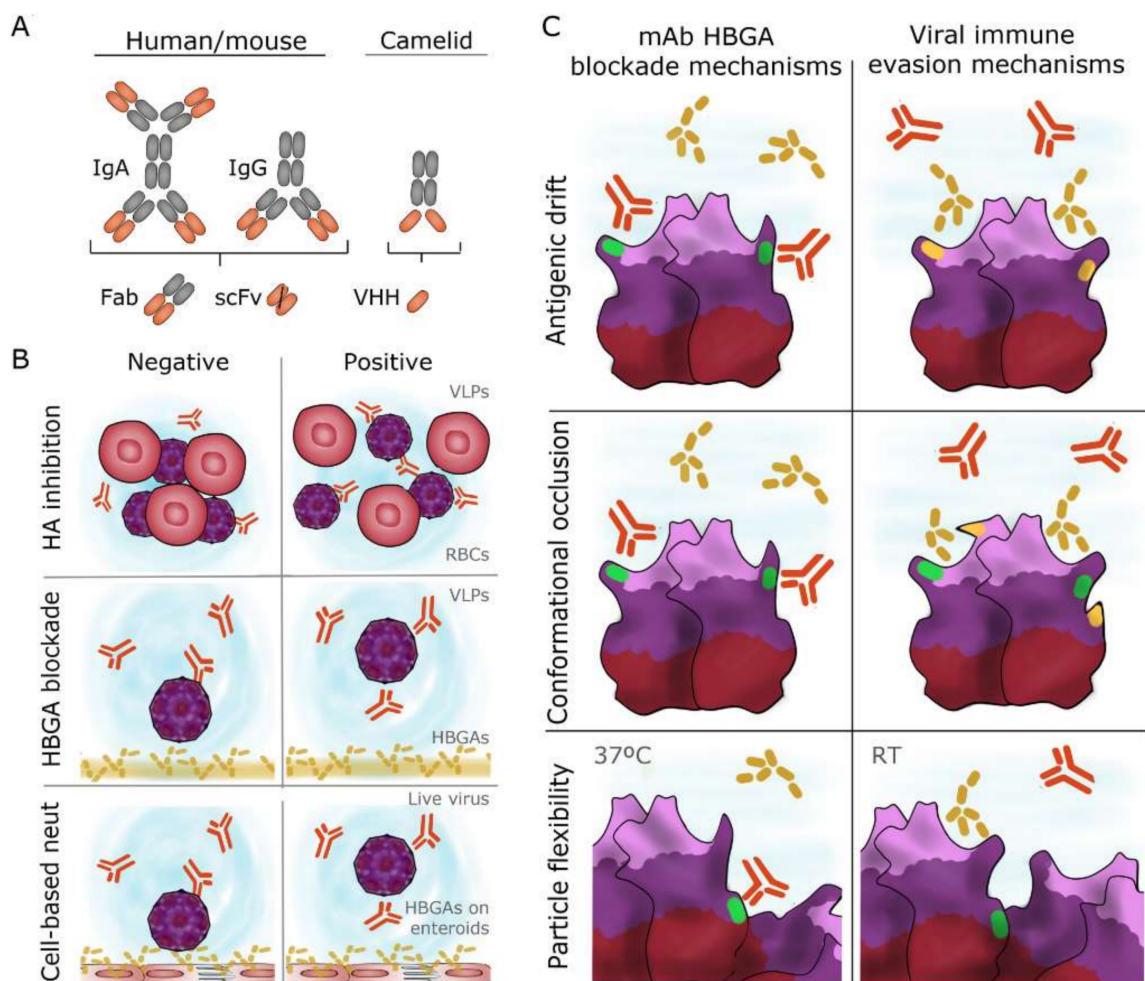 A
Human/mouse
Camelid
IgA
IgG
Fab
scFv
VHH
B
Negative
Positive
HA inhibition
VLPs
RBCs
HBGA blockade
VLPs
HBGAs
Cell-based neut
Live virus
HBGAs on
enteroids
C
mAb HBGA
blockade mechanisms
Viral immune
evasion mechanisms
Antigenic drift
Conformational occlusion
Particle flexibility
37ºC
RT